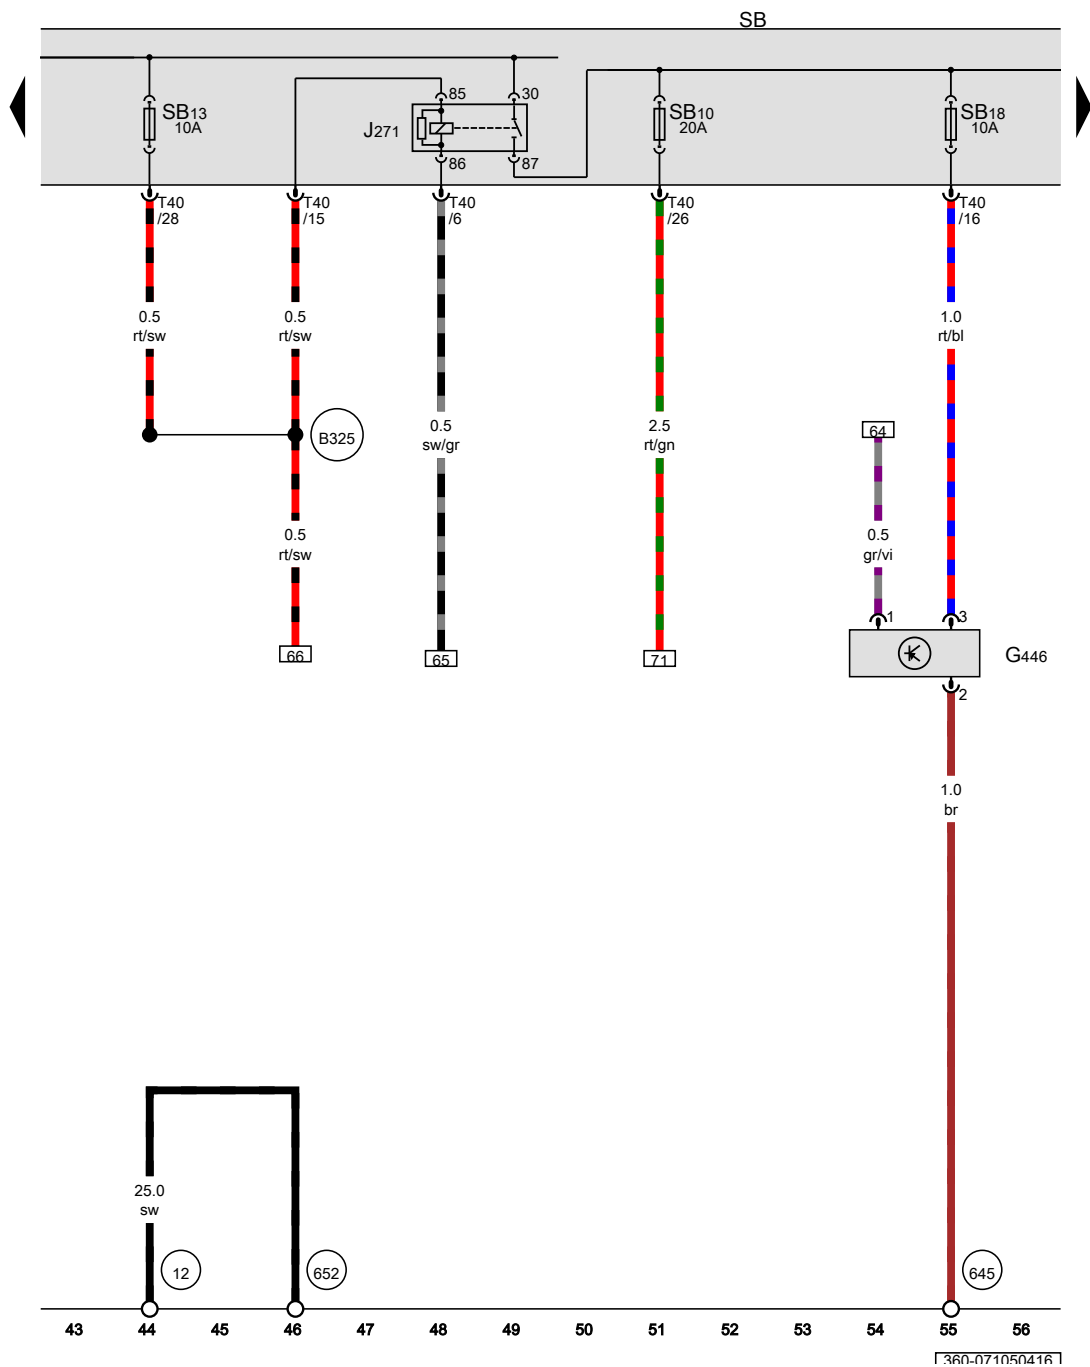 SB
85
30
SB13
10A
J271
SB10
20A
SB18
10A
86
87
T40
/28
T40
/15
T40
/6
T40
/26
T40
/16
0.5
rt/sw
0.5
rt/sw
1.0
rt/bl
B325
0.5
sw/gr
2.5
rt/gn
64
0.5
rt/sw
0.5
gr/vi
1
3
66
65
71
G446
2
1.0
br
25.0
sw
12
652
645
43 44 45 46 47 48 49 50 51 52 53 54 55 56
360-071050416